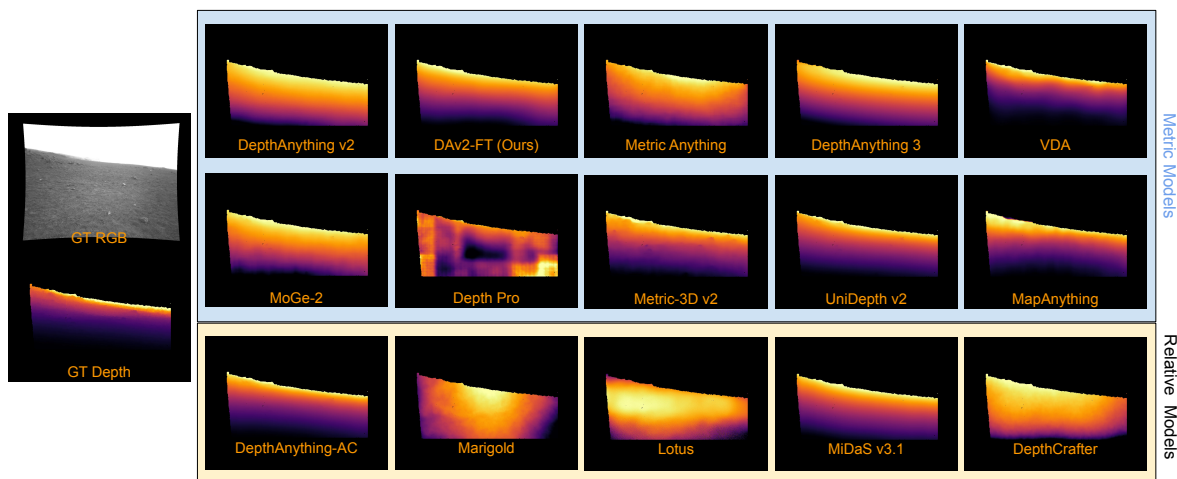 GT RGB
GT Depth
DepthAnything v2
DAv2-FT (Ours)
Metric Anything
DepthAnything 3
VDA
MoGe-2
Depth Pro
Metric-3D v2
UniDepth v2
MapAnything
Metric Models
DepthAnything-AC
Marigold
Lotus
MiDaS v3.1
DepthCrafter
Relative Models